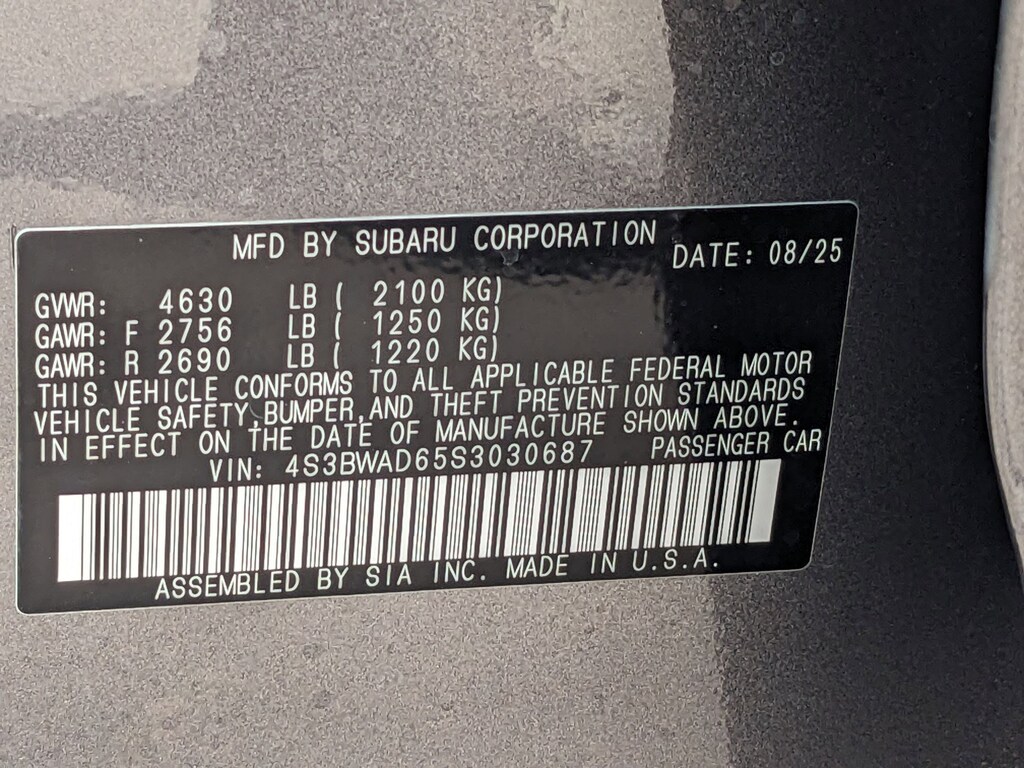 MFD BY SUBARU CORPORATION DATE: 08/25
GVWR: 4630 LB ( 2100 KG)
GAWR: F 2756 LB ( 1250 KG)
GAWR: R 2690 LB ( 1220 KG)
THIS VEHICLE CONFORMS TO ALL APPLICABLE FEDERAL MOTOR
VEHICLE SAFETY,BUMPER,AND THEFT PREVENTION STANDARDS
IN EFFECT ON THE DATE OF MANUFACTURE SHOWN ABOVE.
VIN: 4S3BWAD65S3030687 PASSENGER CAR
ASSEMBLED BY SIA INC. MADE IN U.S.A.